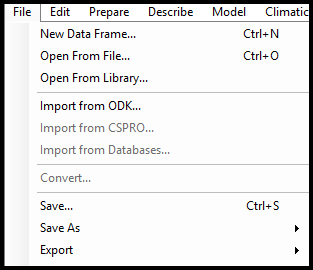 File Edit Prepare Describe Model Climatic
New Data Frame... Ctrl+N
Open From File... Ctrl+O
Open From Library...
Import from ODK...
Import from CSPRO...
Import from Databases...
Convert...
Save... Ctrl+S
Save As
Export